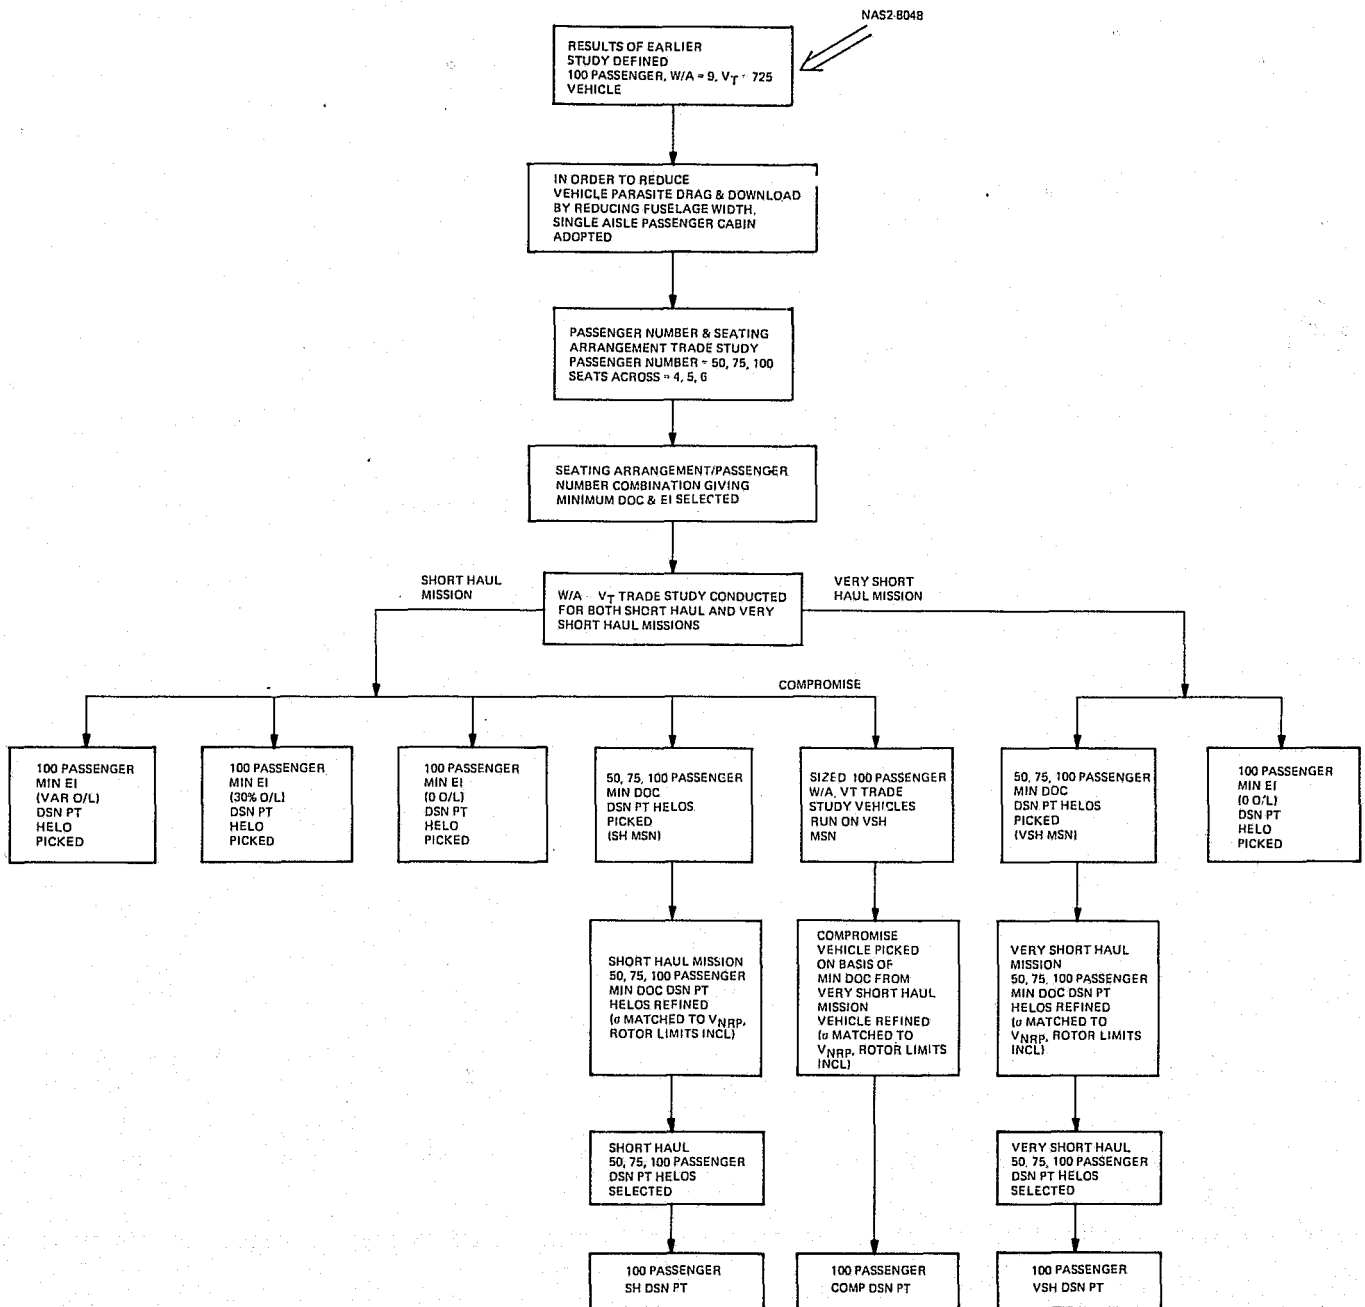 NAS2-8048
RESULTS OF EARLIER
STUDY DEFINED
100 PASSENGER, W/A = 9, VT = 725
VEHICLE
IN ORDER TO REDUCE
VEHICLE PARASITE DRAG & DOWNLOAD
BY REDUCING FUSELAGE WIDTH,
SINGLE AISLE PASSENGER CABIN
ADOPTED
PASSENGER NUMBER & SEATING
ARRANGEMENT TRADE STUDY
PASSENGER NUMBER = 50, 75, 100
SEATS ACROSS = 4, 5, 6
SEATING ARRANGEMENT/PASSENGER
NUMBER COMBINATION GIVING
MINIMUM DOC & EI SELECTED
SHORT HAUL
MISSION
W/A – VT TRADE STUDY CONDUCTED
FOR BOTH SHORT HAUL AND VERY
SHORT HAUL MISSIONS
VERY SHORT
HAUL MISSION
COMPROMISE
100 PASSENGER
MIN EI
(VAR O/L)
DSN PT
HELO
PICKED
100 PASSENGER
MIN EI
(30% O/L)
DSN PT
HELO
PICKED
100 PASSENGER
MIN EI
(0 O/L)
DSN PT
HELO
PICKED
50, 75, 100 PASSENGER
MIN DOC
DSN PT HELOS
PICKED
(SH MSN)
SIZED 100 PASSENGER
W/A, VT TRADE
STUDY VEHICLES
RUN ON VSH
MSN
50, 75, 100 PASSENGER
MIN DOC
DSN PT HELOS
PICKED
(VSH MSN)
100 PASSENGER
MIN EI
(0 O/L)
DSN PT
HELO
PICKED
SHORT HAUL MISSION
50, 75, 100 PASSENGER
MIN DOC DSN PT
HELOS REFINED
(σ MATCHED TO VNRP,
ROTOR LIMITS INCL)
COMPROMISE
VEHICLE PICKED
ON BASIS OF
MIN DOC FROM
VERY SHORT HAUL
MISSION
VEHICLE REFINED
(σ MATCHED TO
VNRP, ROTOR LIMITS
INCL)
VERY SHORT HAUL
MISSION
50, 75, 100 PASSENGER
MIN DOC DSN PT
HELOS REFINED
(σ MATCHED TO
VNRP, ROTOR LIMITS
INCL)
SHORT HAUL
50, 75, 100 PASSENGER
DSN PT HELOS
SELECTED
VERY SHORT HAUL
50, 75, 100 PASSENGER
DSN PT HELOS
SELECTED
100 PASSENGER
SH DSN PT
100 PASSENGER
COMP DSN PT
100 PASSENGER
VSH DSN PT